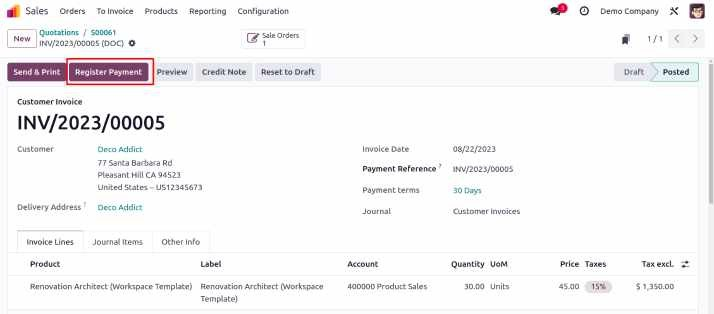 Sales Orders To Invoice Products Reporting Configuration 5 Demo Company
New Quotations / S00061 Sale Orders
INV/2023/00005 (DOC) 1 1 / 1
Send & Print Register Payment Preview Credit Note Reset to Draft Draft Posted
Customer Invoice
INV/2023/00005
Customer Deco Addict Invoice Date 08/22/2023
77 Santa Barbara Rd
Pleasant Hill CA 94523 Payment Reference ? INV/2023/00005
United States – US12345673
Payment terms 30 Days
Delivery Address ? Deco Addict Journal Customer Invoices
Invoice Lines Journal Items Other Info
Product Label Account Quantity UoM Price Taxes Tax excl.
Renovation Architect (Workspace Template) Renovation Architect (Workspace 400000 Product Sales 30.00 Units 45.00 15% $ 1,350.00
Template)